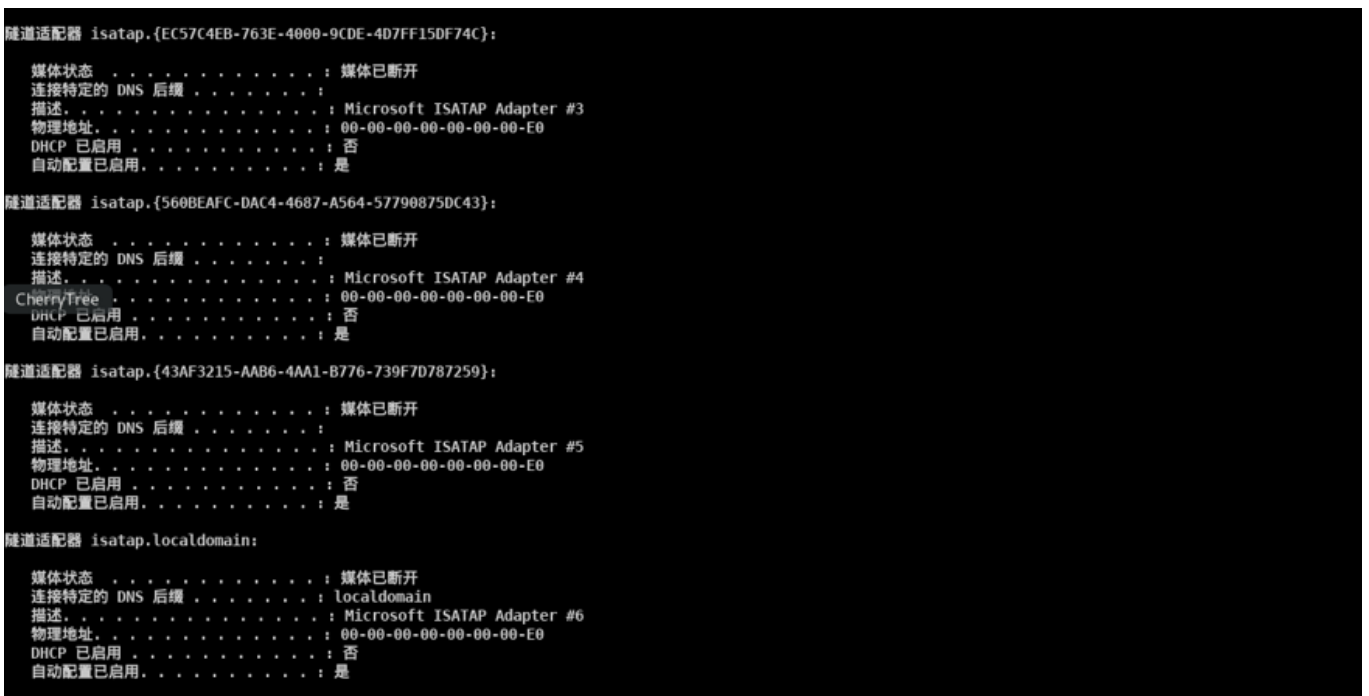 隧道适配器 isatap.{EC57C4EB-763E-4000-9CDE-4D7FF15DF74C}:
媒体状态  . . . . . . . . . . . . : 媒体已断开
连接特定的 DNS 后缀 . . . . . . . :
描述. . . . . . . . . . . . . . . : Microsoft ISATAP Adapter #3
物理地址. . . . . . . . . . . . . : 00-00-00-00-00-00-00-E0
DHCP 已启用 . . . . . . . . . . . : 否
自动配置已启用. . . . . . . . . . : 是
隧道适配器 isatap.{560BEAFC-DAC4-4687-A564-57790875DC43}:
媒体状态  . . . . . . . . . . . . : 媒体已断开
连接特定的 DNS 后缀 . . . . . . . :
描述. . . . . . . . . . . . . . . : Microsoft ISATAP Adapter #4
CherryTree . . . . . . . . . . . . : 00-00-00-00-00-00-00-E0
DHCP 已启用 . . . . . . . . . . . : 否
自动配置已启用. . . . . . . . . . : 是
隧道适配器 isatap.{43AF3215-AAB6-4AA1-B776-739F7D787259}:
媒体状态  . . . . . . . . . . . . : 媒体已断开
连接特定的 DNS 后缀 . . . . . . . :
描述. . . . . . . . . . . . . . . : Microsoft ISATAP Adapter #5
物理地址. . . . . . . . . . . . . : 00-00-00-00-00-00-00-E0
DHCP 已启用 . . . . . . . . . . . : 否
自动配置已启用. . . . . . . . . . : 是
隧道适配器 isatap.localdomain:
媒体状态  . . . . . . . . . . . . : 媒体已断开
连接特定的 DNS 后缀 . . . . . . . : localdomain
描述. . . . . . . . . . . . . . . : Microsoft ISATAP Adapter #6
物理地址. . . . . . . . . . . . . : 00-00-00-00-00-00-00-E0
DHCP 已启用 . . . . . . . . . . . : 否
自动配置已启用. . . . . . . . . . : 是